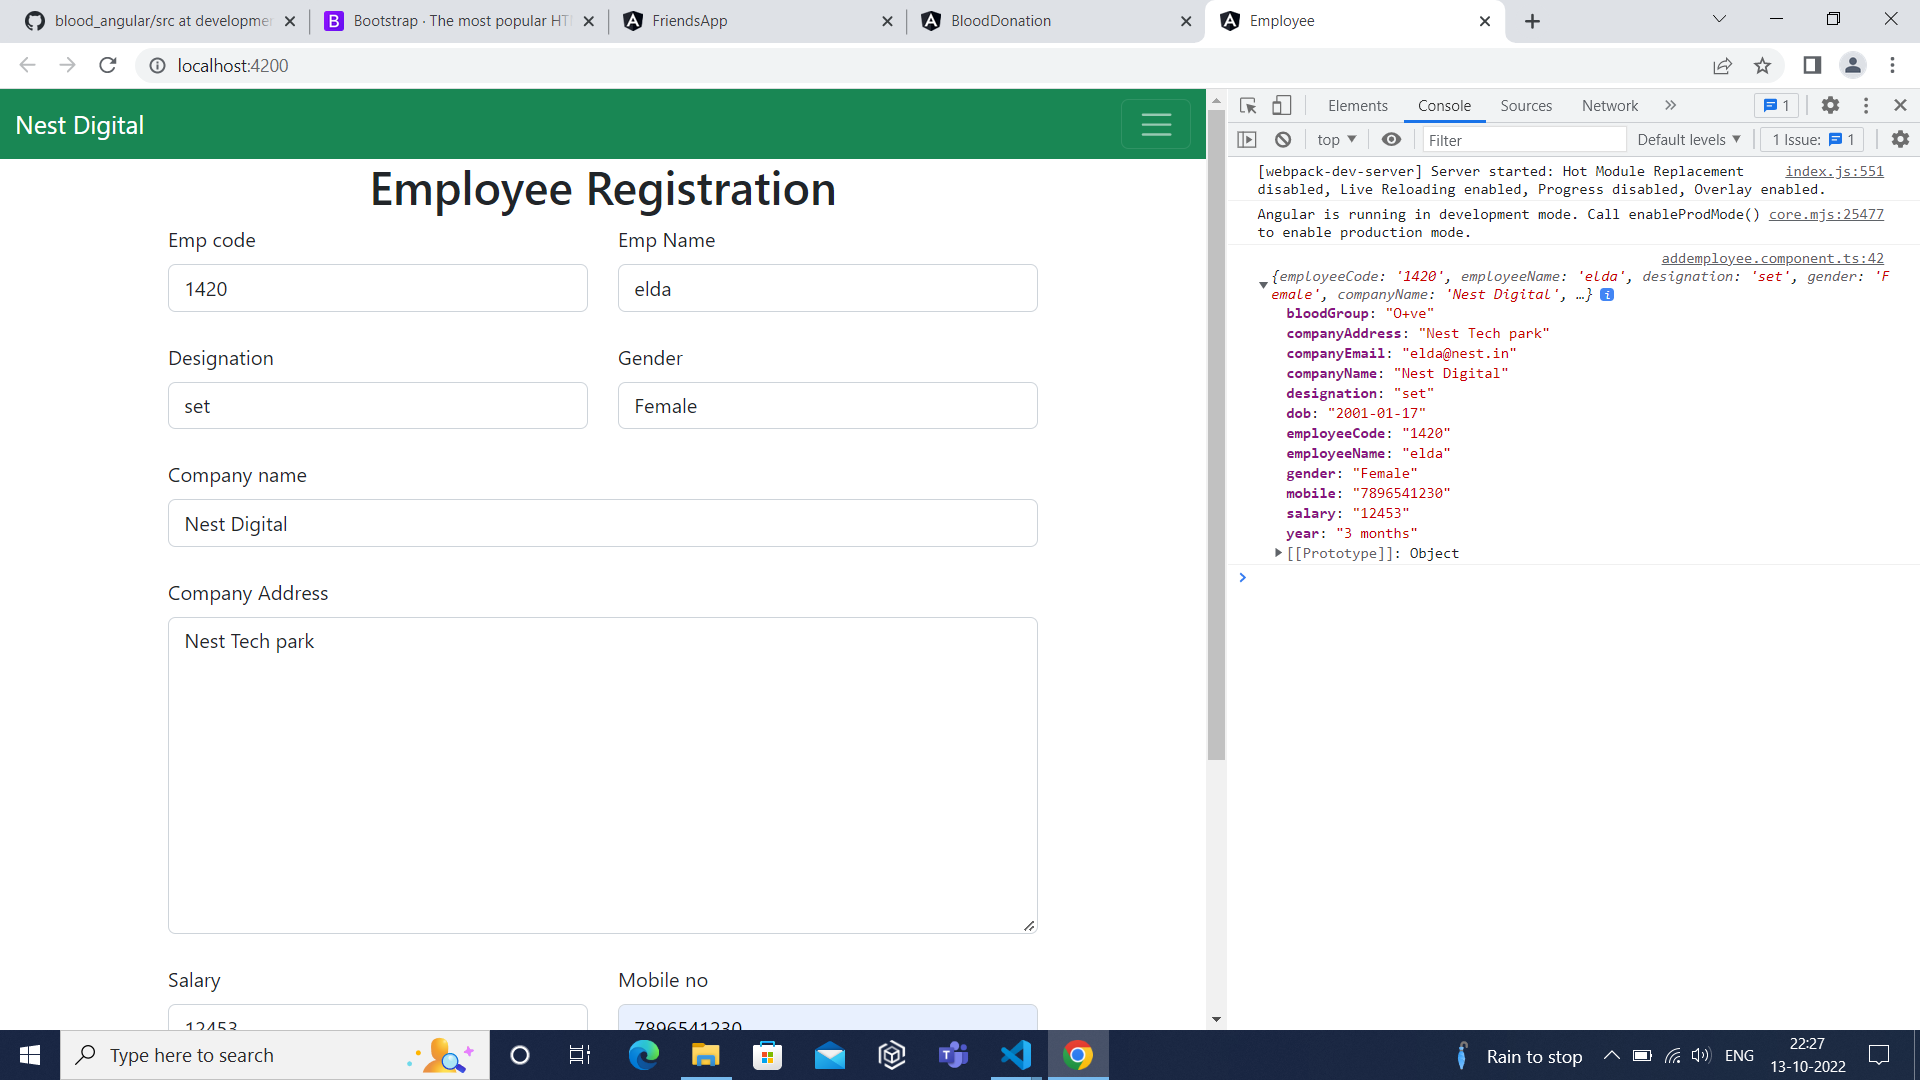 blood_angular/src at developmen
Bootstrap · The most popular HT
FriendsApp
BloodDonation
Employee
localhost:4200
Nest Digital
Employee Registration
Emp code
Emp Name
1420
elda
Designation
Gender
set
Female
Company name
Nest Digital
Company Address
Nest Tech park
Salary
Mobile no
12453
7896541230
Elements
Console
Sources
Network
1
top
Filter
Default levels
1 Issue: 1
[webpack-dev-server] Server started: Hot Module Replacement index.js:551
disabled, Live Reloading enabled, Progress disabled, Overlay enabled.
Angular is running in development mode. Call enableProdMode() core.mjs:25477
to enable production mode.
addemployee.component.ts:42
{employeeCode: '1420', employeeName: 'elda', designation: 'set', gender: 'F
emale', companyName: 'Nest Digital', …}
bloodGroup: "O+ve"
companyAddress: "Nest Tech park"
companyEmail: "elda@nest.in"
companyName: "Nest Digital"
designation: "set"
dob: "2001-01-17"
employeeCode: "1420"
employeeName: "elda"
gender: "Female"
mobile: "7896541230"
salary: "12453"
year: "3 months"
[[Prototype]]: Object
Type here to search
Rain to stop
ENG
22:27
13-10-2022